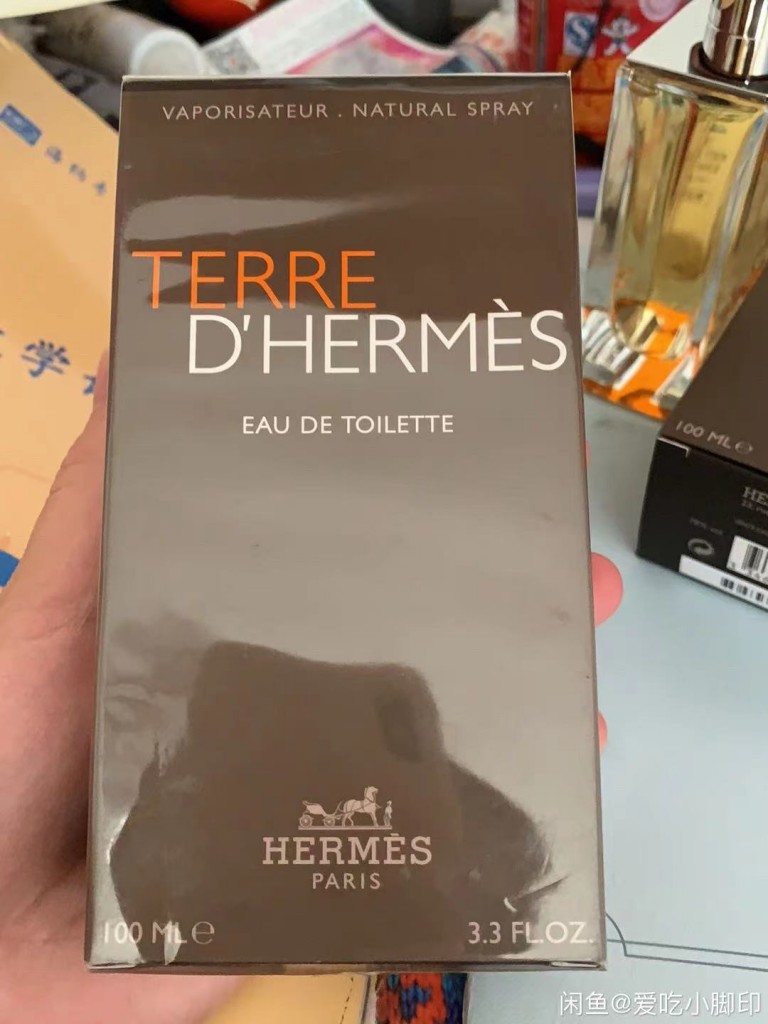 VAPORISATEUR . NATURAL SPRAY
TERRE
D'HERMÈS
EAU DE TOILETTE
HERMÈS
PARIS
100 ML e
3.3 FL.OZ.
100 ML e
闲鱼@爱吃小脚印